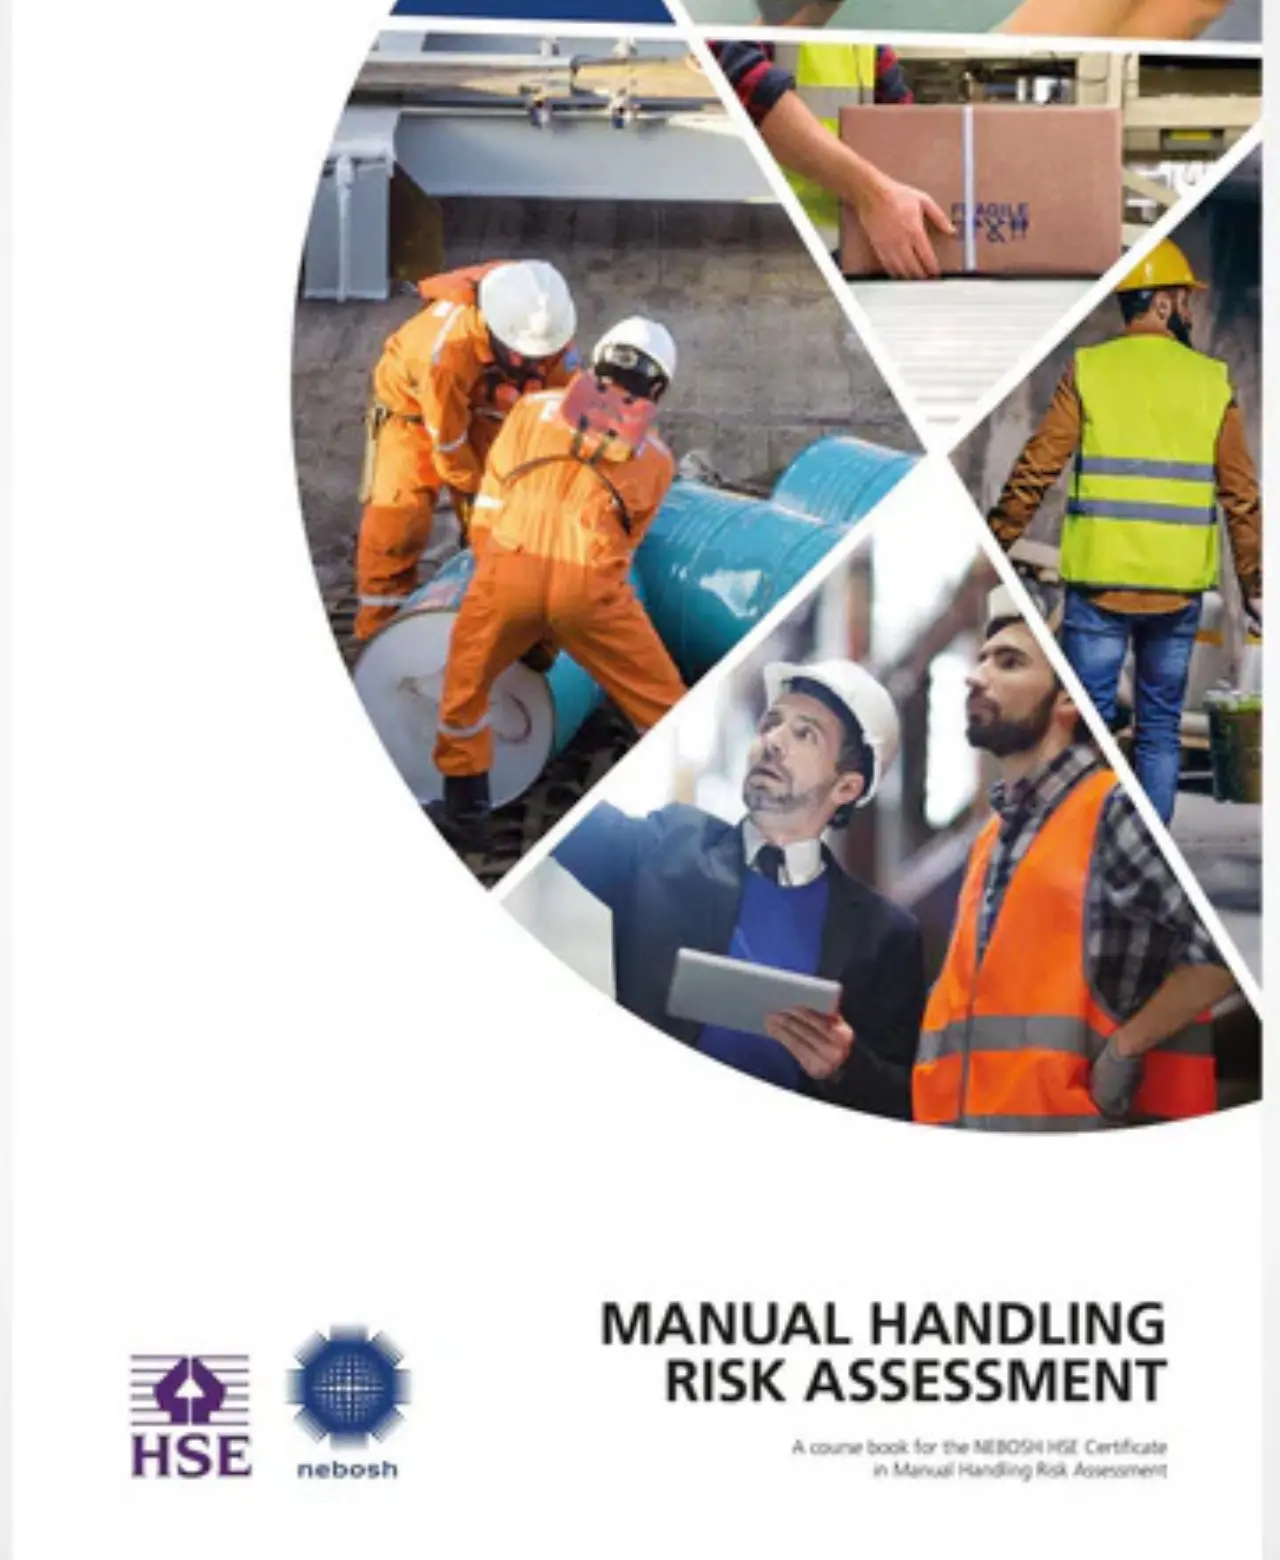 FRAGILE
MANUAL HANDLING
RISK ASSESSMENT
A course book for the NEBOSH HSE Certificate
in Manual Handling Risk Assessment
HSE
nebosh